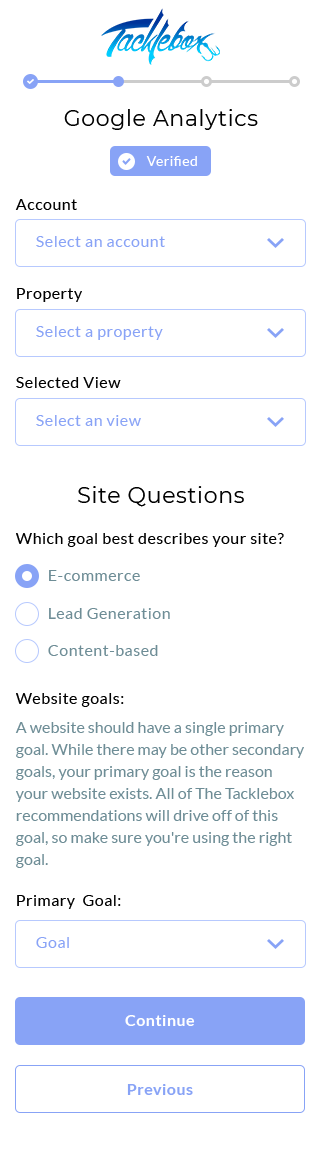 Tacklebox
Google Analytics
Verified
Account
Select an account
Property
Select a property
Selected View
Select an view
Site Questions
Which goal best describes your site?
E-commerce
Lead Generation
Content-based
Website goals:
A website should have a single primary
goal. While there may be other secondary
goals, your primary goal is the reason
your website exists. All of The Tacklebox
recommendations will drive off of this
goal, so make sure you're using the right
goal.
Primary Goal:
Goal
Continue
Previous